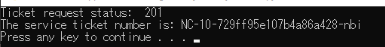 Ticket request status:  201
The service ticket number is: NC-10-729ff95e107b4a86a428-nbi
Press any key to continue . . .